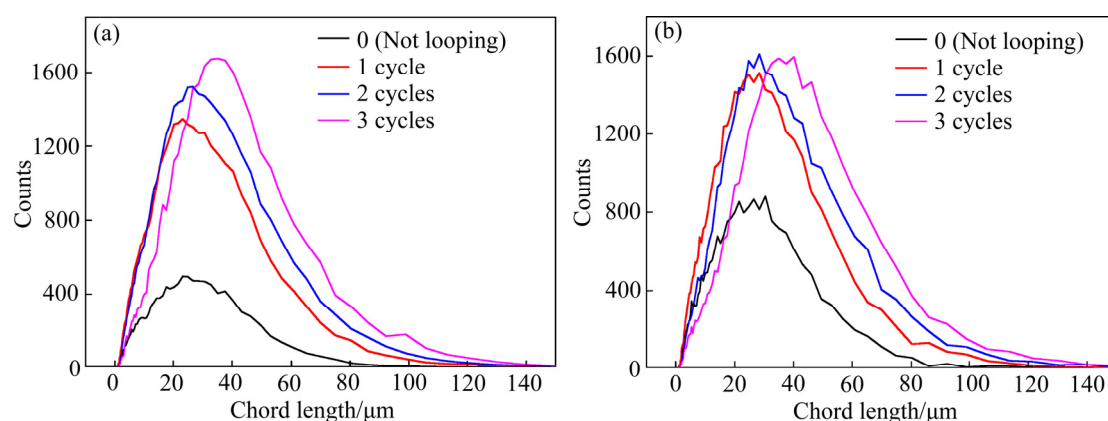 (a)
0 (Not looping)
1 cycle
2 cycles
3 cycles
Counts
1600
1200
800
400
0
0 20 40 60 80 100 120 140
Chord length/μm
(b)
0 (Not looping)
1 cycle
2 cycles
3 cycles
Counts
1600
1200
800
400
0
0 20 40 60 80 100 120 140
Chord length/μm